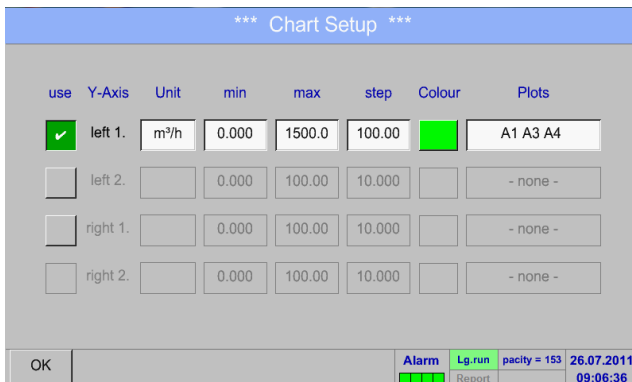 *** Chart Setup ***
use Y-Axis Unit min max step Colour Plots
left 1. m³/h 0.000 1500.0 100.00 A1 A3 A4
left 2. 0.000 100.00 10.000 - none -
right 1. 0.000 100.00 10.000 - none -
right 2. 0.000 100.00 10.000 - none -
OK Alarm Lg.run pacity = 153 26.07.2011
Report 09:06:36